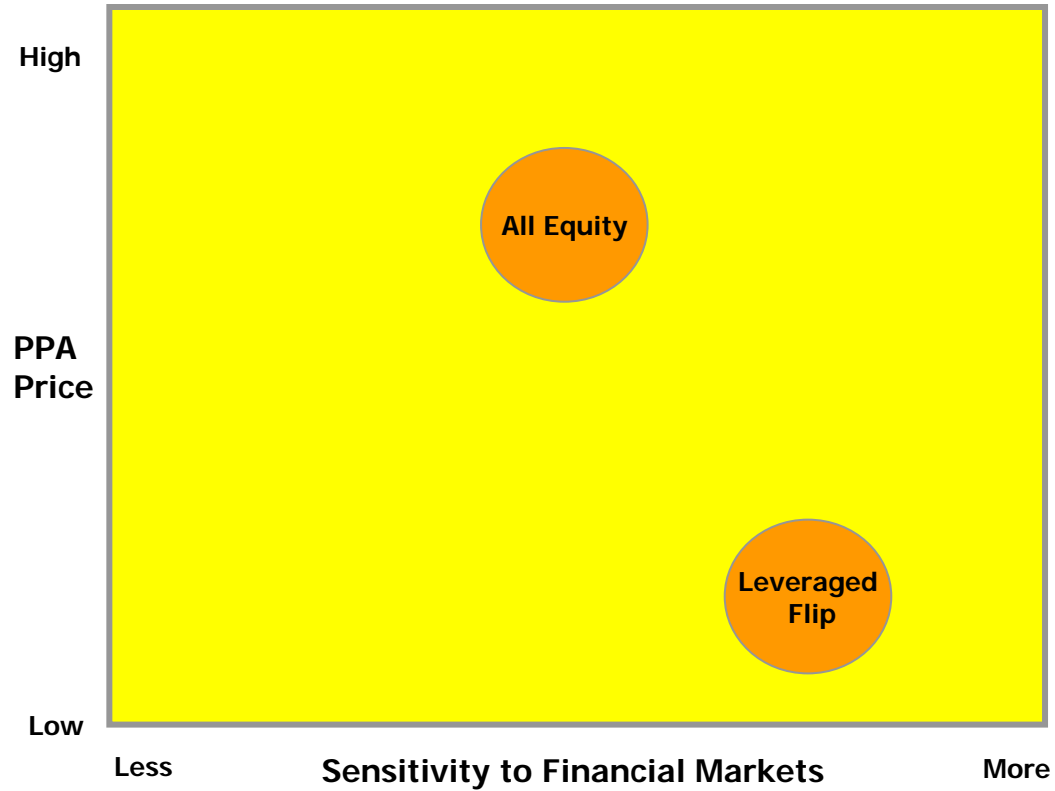 High
All Equity
PPA
Price
Leveraged
Flip
Low
Less
Sensitivity to Financial Markets
More